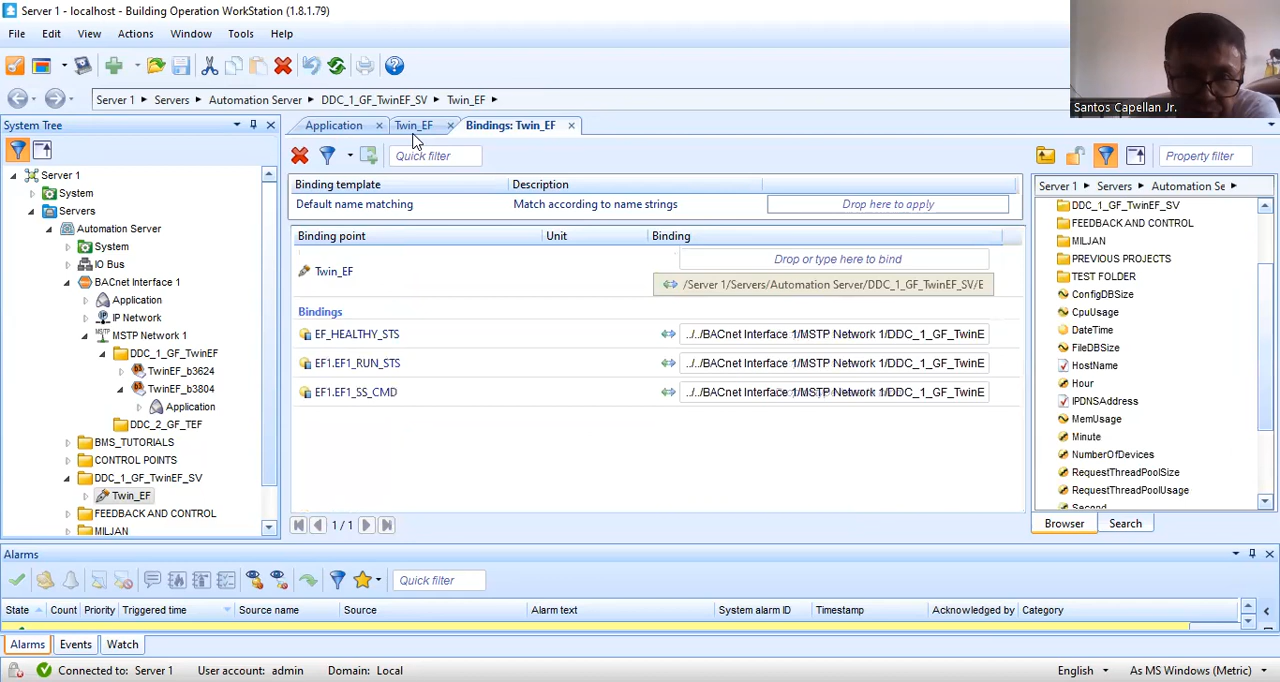 Server 1 - localhost - Building Operation WorkStation (1.8.1.79)
File Edit View Actions Window Tools Help
Santos Capellan Jr.
Server 1 Servers Automation Server DDC_1_GF_TwinEF_SV Twin_EF
System Tree
Application Twin_EF Bindings: Twin_EF
Quick filter
Property filter
Server 1
System
Servers
Automation Server
System
IO Bus
BACnet Interface 1
Application
IP Network
MSTP Network 1
DDC_1_GF_TwinEF
TwinEF_b3624
TwinEF_b3804
Application
DDC_2_GF_TEF
BMS_TUTORIALS
CONTROL POINTS
DDC_1_GF_TwinEF_SV
Twin_EF
FEEDBACK AND CONTROL
MILJAN
Binding template Description
Default name matching Match according to name strings Drop here to apply
Binding point Unit Binding
Drop or type here to bind
Twin_EF
/Server 1/Servers/Automation Server/DDC_1_GF_TwinEF_SV/E
Bindings
EF_HEALTHY_STS ../../BACnet Interface 1/MSTP Network 1/DDC_1_GF_TwinE
EF1.EF1_RUN_STS ../../BACnet Interface 1/MSTP Network 1/DDC_1_GF_TwinE
EF1.EF1_SS_CMD ../../BACnet Interface 1/MSTP Network 1/DDC_1_GF_TwinE
1 / 1
Server 1 Servers Automation Se
DDC_1_GF_TwinEF_SV
FEEDBACK AND CONTROL
MILJAN
PREVIOUS PROJECTS
TEST FOLDER
ConfigDBSize
CpuUsage
DateTime
FileDBSize
HostName
Hour
IPDNSAddress
MemUsage
Minute
NumberOfDevices
RequestThreadPoolSize
RequestThreadPoolUsage
Second
Browser Search
Alarms
Quick filter
State Count Priority Triggered time Source name Source Alarm text System alarm ID Timestamp Acknowledged by Category
Alarms Events Watch
Connected to: Server 1 User account: admin Domain: Local English As MS Windows (Metric)